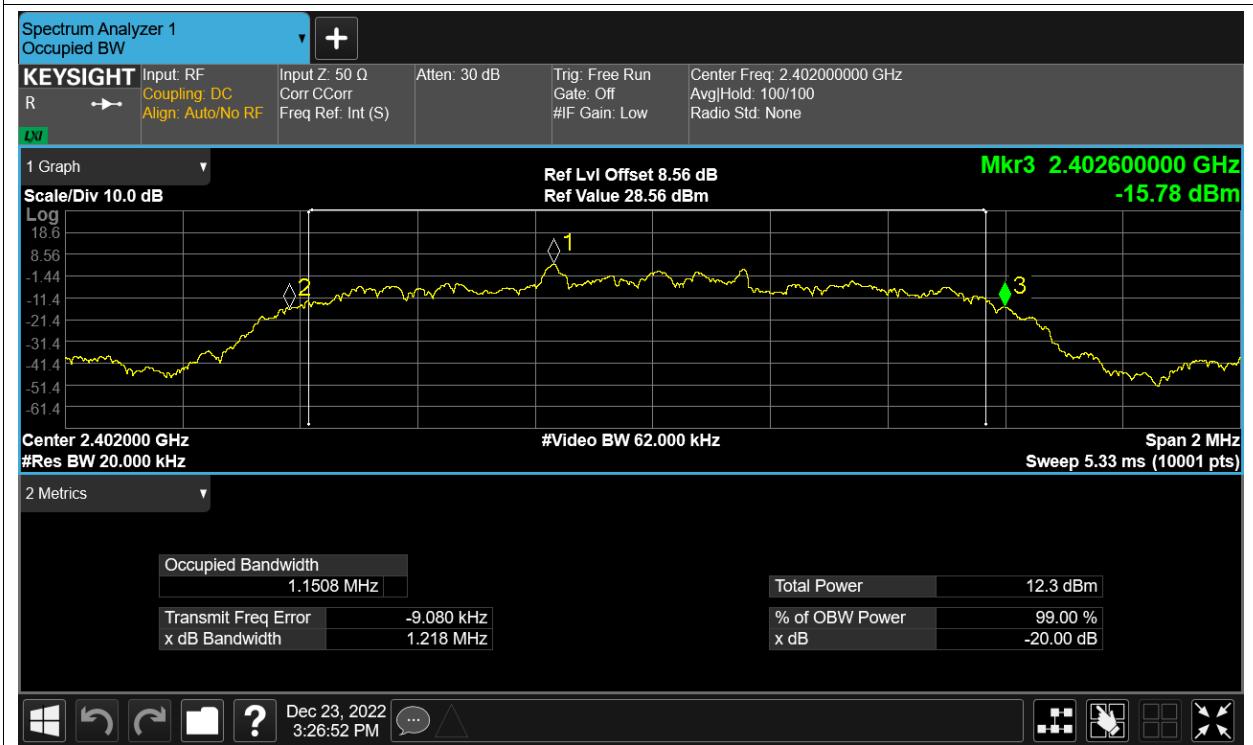 Spectrum Analyzer 1
Occupied BW
KEYSIGHT
R
LXI
Input: RF
Coupling: DC
Align: Auto/No RF
Input Z: 50 Ω
Corr CCorr
Freq Ref: Int (S)
Atten: 30 dB
Trig: Free Run
Gate: Off
#IF Gain: Low
Center Freq: 2.402000000 GHz
Avg|Hold: 100/100
Radio Std: None
1 Graph
Scale/Div 10.0 dB
Ref Lvl Offset 8.56 dB
Ref Value 28.56 dBm
Mkr3 2.402600000 GHz
-15.78 dBm
Log
18.6
8.56
-1.44
-11.4
-21.4
-31.4
-41.4
-51.4
-61.4
1
2
3
Center 2.402000 GHz
#Video BW 62.000 kHz
Span 2 MHz
#Res BW 20.000 kHz
Sweep 5.33 ms (10001 pts)
2 Metrics
Occupied Bandwidth
1.1508 MHz
Total Power 12.3 dBm
Transmit Freq Error -9.080 kHz
% of OBW Power 99.00 %
x dB Bandwidth 1.218 MHz
x dB -20.00 dB
?
Dec 23, 2022
3:26:52 PM